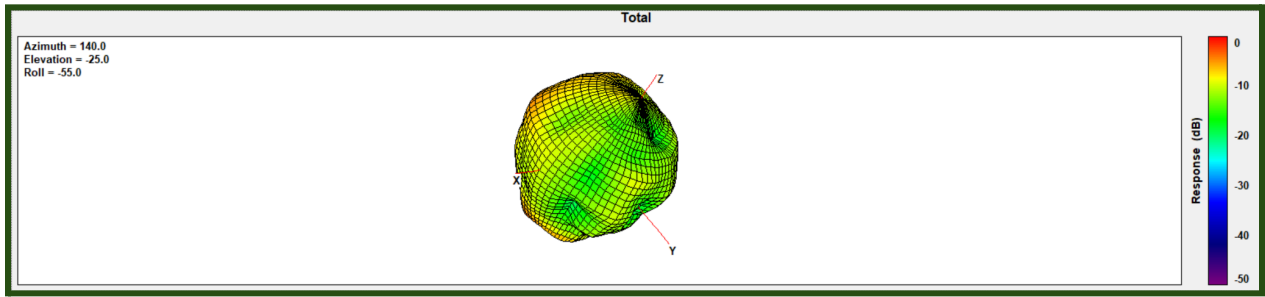 Total
Azimuth = 140.0
Elevation = -25.0
Roll = -55.0
Z
X
Y
Response (dB)
0
-10
-20
-30
-40
-50